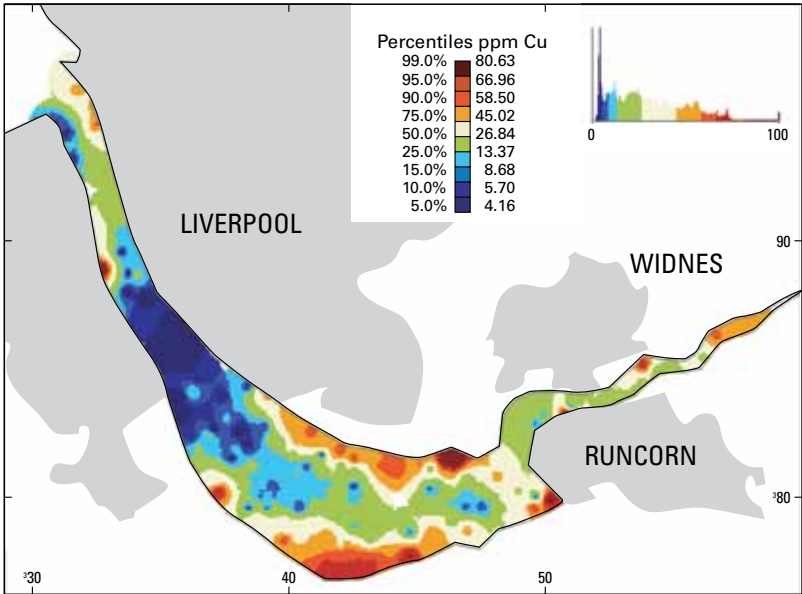 Percentiles ppm Cu
99.0% 80.63
95.0% 66.96
90.0% 58.50
75.0% 45.02
50.0% 26.84
25.0% 13.37
15.0% 8.68
10.0% 5.70
5.0% 4.16
0 100
LIVERPOOL
90
WIDNES
RUNCORN
³80
³30 40 50